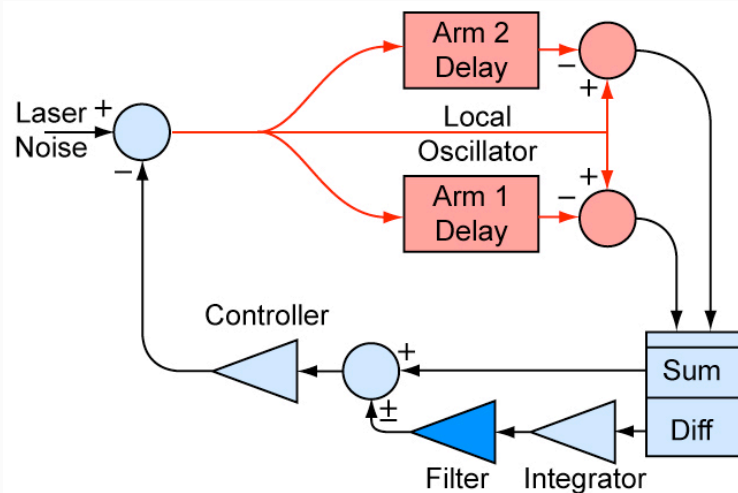 Arm 2
Delay
−
+
Laser +
Noise
−
Local
Oscillator
+
−
Arm 1
Delay
Controller
+
±
Sum
Diff
Filter
Integrator